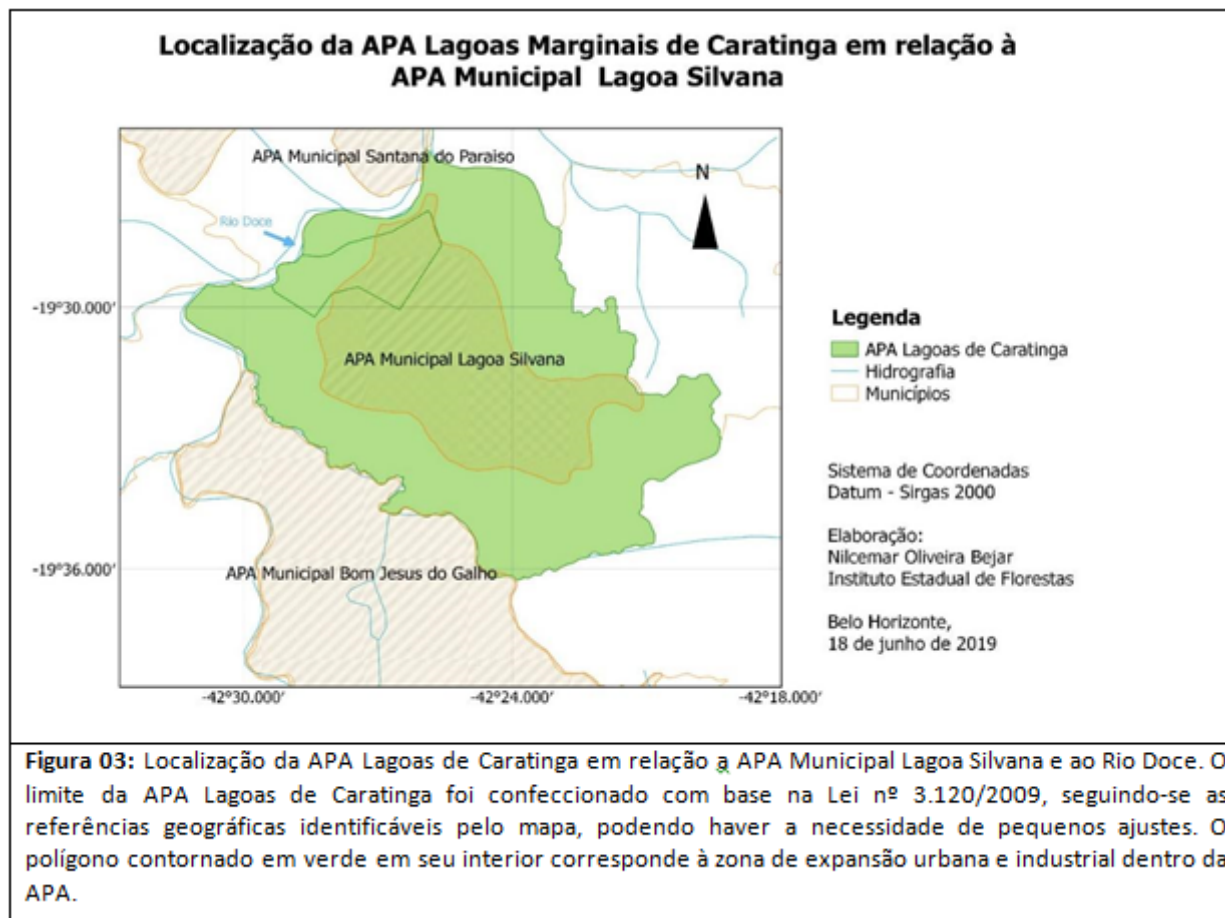 Localização da APA Lagoas Marginais de Caratinga em relação à
APA Municipal Lagoa Silvana
APA Municipal Santana do Paraiso
N
Rio Doce
-19°30.000'
APA Municipal Lagoa Silvana
-19°36.000'
APA Municipal Bom Jesus do Galho
-42°30.000'
-42°24.000'
-42°18.000'
Legenda
APA Lagoas de Caratinga
Hidrografia
Municípios
Sistema de Coordenadas
Datum - Sirgas 2000
Elaboração:
Nilcemar Oliveira Bejar
Instituto Estadual de Florestas
Belo Horizonte,
18 de junho de 2019
Figura 03: Localização da APA Lagoas de Caratinga em relação a APA Municipal Lagoa Silvana e ao Rio Doce. O
limite da APA Lagoas de Caratinga foi confeccionado com base na Lei nº 3.120/2009, seguindo-se as
referências geográficas identificáveis pelo mapa, podendo haver a necessidade de pequenos ajustes. O
polígono contornado em verde em seu interior corresponde à zona de expansão urbana e industrial dentro da
APA.